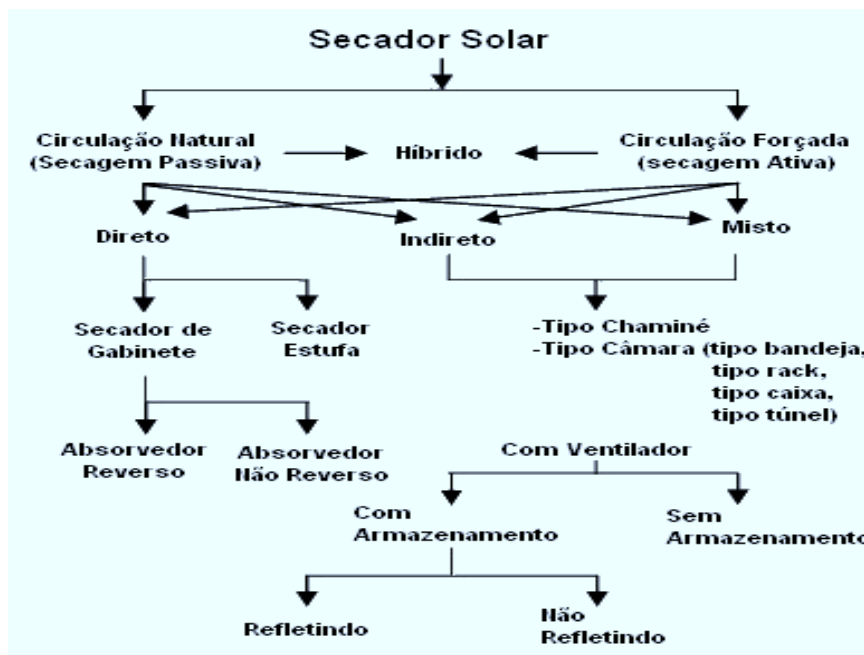 Secador Solar
Circulação Natural
(Secagem Passiva)
Híbrido
Circulação Forçada
(secagem Ativa)
Direto
Indireto
Misto
Secador de
Gabinete
Secador
Estufa
-Tipo Chaminé
-Tipo Câmara (tipo bandeja,
tipo rack,
tipo caixa,
tipo túnel)
Absorvedor
Reverso
Absorvedor
Não Reverso
Com Ventilador
Com
Armazenamento
Sem
Armazenamento
Refletindo
Não
Refletindo